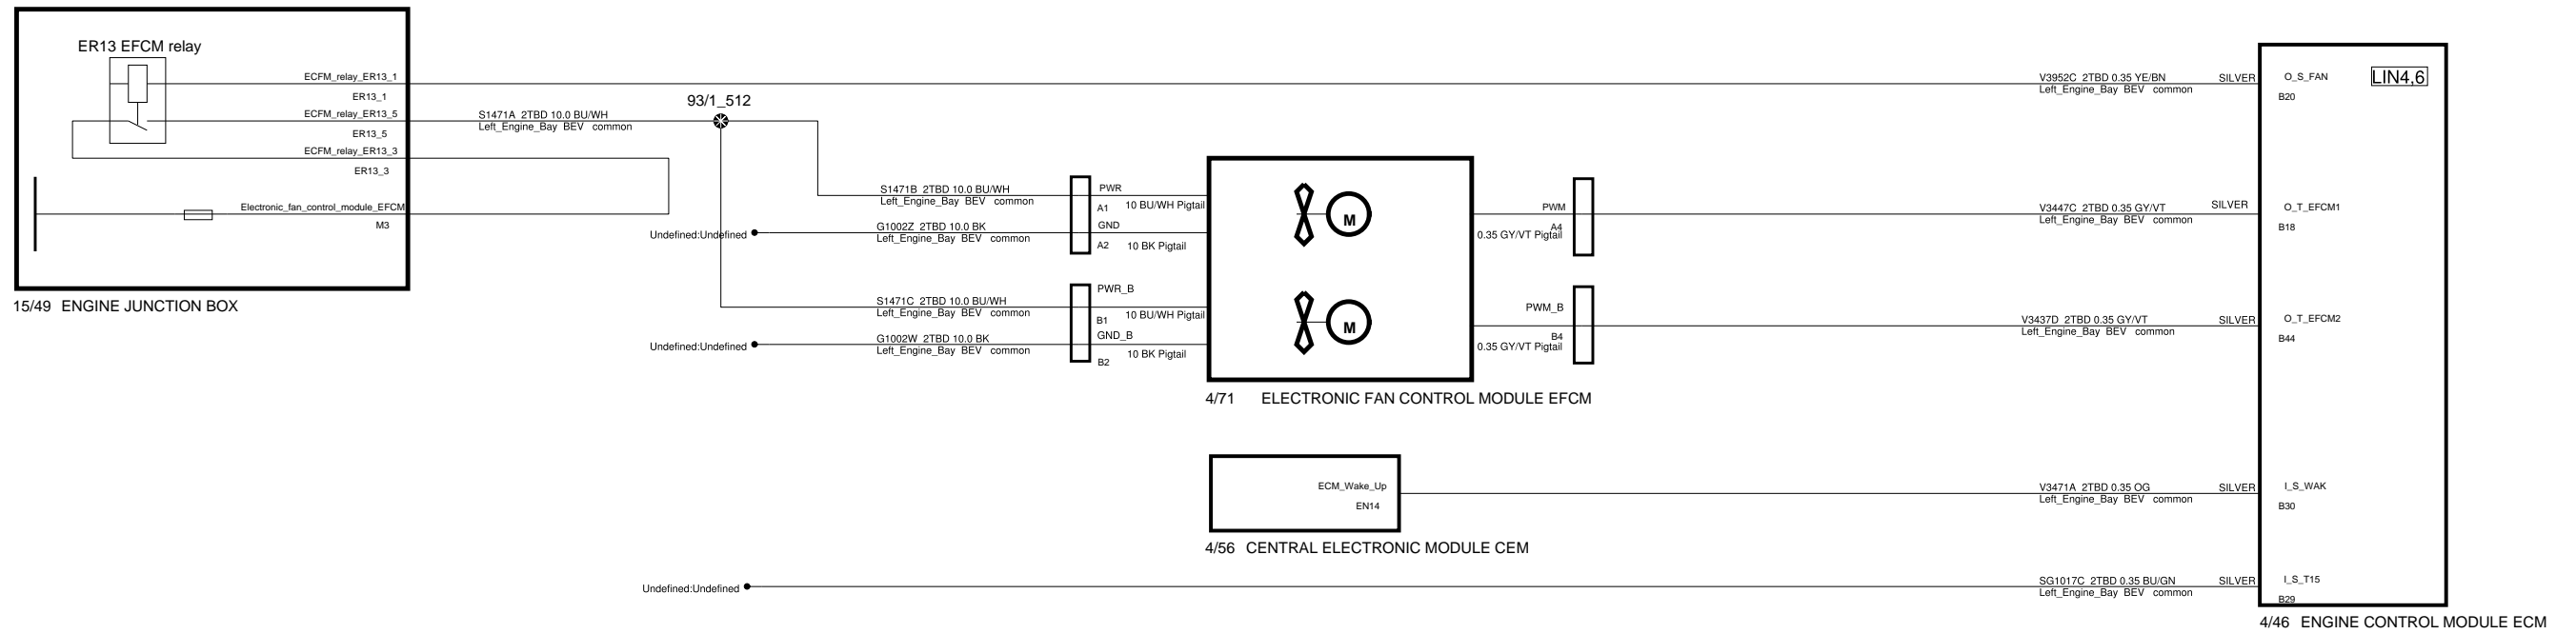 ER13 EFCM relay
ECFM_relay_ER13_1
ER13_1
ECFM_relay_ER13_5
ER13_5
ECFM_relay_ER13_3
ER13_3
Electronic_fan_control_module_EFCM
M3
15/49 ENGINE JUNCTION BOX
S1471A 2TBD 10.0 BU/WH
Left_Engine_Bay BEV common
93/1_512
S1471B 2TBD 10.0 BU/WH
Left_Engine_Bay BEV common
Undefined:Undefined
G1002Z 2TBD 10.0 BK
Left_Engine_Bay BEV common
S1471C 2TBD 10.0 BU/WH
Left_Engine_Bay BEV common
Undefined:Undefined
G1002W 2TBD 10.0 BK
Left_Engine_Bay BEV common
PWR
A1 10 BU/WH Pigtail
GND
A2 10 BK Pigtail
PWR_B
B1 10 BU/WH Pigtail
GND_B
B2 10 BK Pigtail
M
M
4/71 ELECTRONIC FAN CONTROL MODULE EFCM
PWM
A4
0.35 GY/VT Pigtail
PWM_B
B4
0.35 GY/VT Pigtail
ECM_Wake_Up
EN14
4/56 CENTRAL ELECTRONIC MODULE CEM
Undefined:Undefined
V3952C 2TBD 0.35 YE/BN SILVER
Left_Engine_Bay BEV common
V3447C 2TBD 0.35 GY/VT SILVER
Left_Engine_Bay BEV common
V3437D 2TBD 0.35 GY/VT SILVER
Left_Engine_Bay BEV common
V3471A 2TBD 0.35 OG SILVER
Left_Engine_Bay BEV common
SG1017C 2TBD 0.35 BU/GN SILVER
Left_Engine_Bay BEV common
O_S_FAN LIN4,6
B20
O_T_EFCM1
B18
O_T_EFCM2
B44
I_S_WAK
B30
I_S_T15
B29
4/46 ENGINE CONTROL MODULE ECM